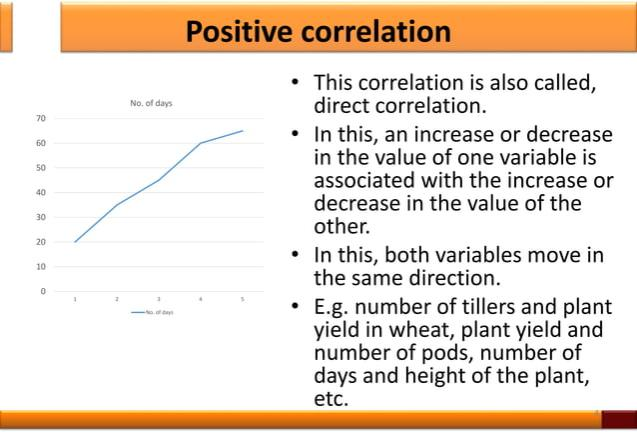 Positive correlation
No. of days
70
60
50
40
30
20
10
0
1 2 3 4 5
No. of days
• This correlation is also called,
direct correlation.
• In this, an increase or decrease
in the value of one variable is
associated with the increase or
decrease in the value of the
other.
• In this, both variables move in
the same direction.
• E.g. number of tillers and plant
yield in wheat, plant yield and
number of pods, number of
days and height of the plant,
etc.